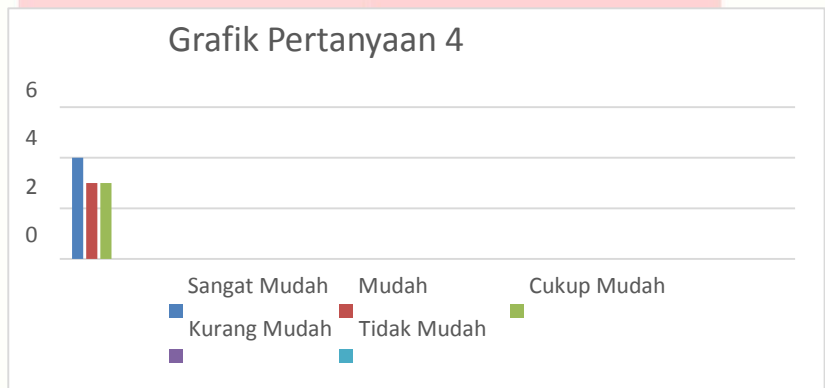 Grafik Pertanyaan 4
6
4
2
0
Sangat Mudah Mudah Cukup Mudah
Kurang Mudah Tidak Mudah